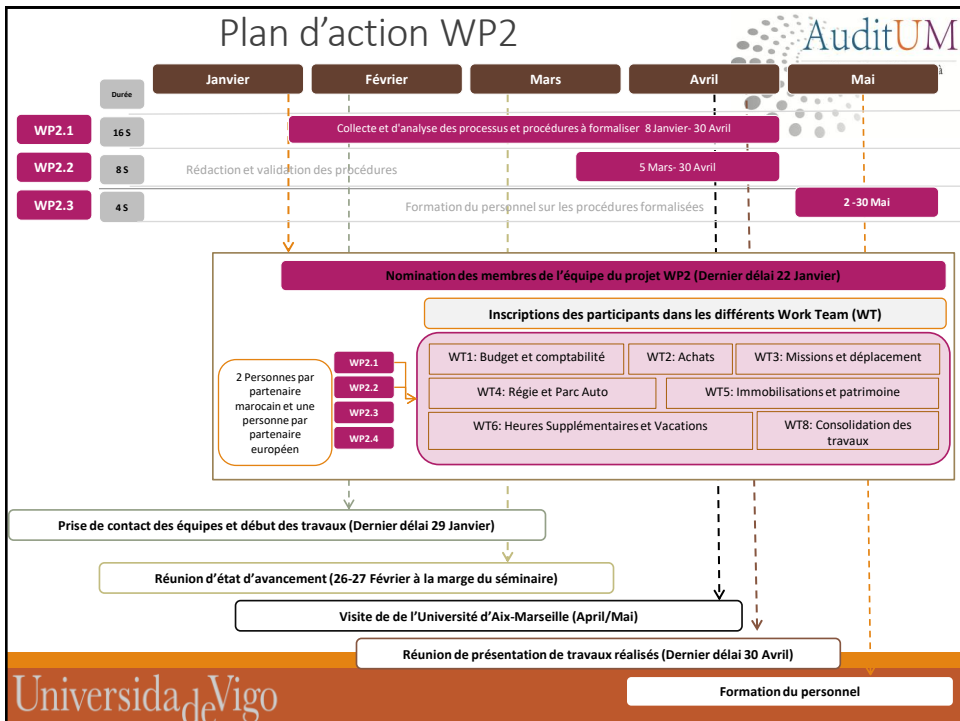 Plan d’action WP2
AuditUM
à
Durée
Janvier
Février
Mars
Avril
Mai
WP2.1
16 S
Collecte et d'analyse des processus et procédures à formaliser 8 Janvier- 30 Avril
WP2.2
8 S
Rédaction et validation des procédures
5 Mars- 30 Avril
WP2.3
4 S
Formation du personnel sur les procédures formalisées
2 -30 Mai
Nomination des membres de l’équipe du projet WP2 (Dernier délai 22 Janvier)
Inscriptions des participants dans les différents Work Team (WT)
2 Personnes par
partenaire
marocain et une
personne par
partenaire
européen
WP2.1
WP2.2
WP2.3
WP2.4
WT1: Budget et comptabilité
WT2: Achats
WT3: Missions et déplacement
WT4: Régie et Parc Auto
WT5: Immobilisations et patrimoine
WT6: Heures Supplémentaires et Vacations
WT8: Consolidation des
travaux
Prise de contact des équipes et début des travaux (Dernier délai 29 Janvier)
Réunion d’état d’avancement (26-27 Février à la marge du séminaire)
Visite de de l’Université d’Aix-Marseille (April/Mai)
Réunion de présentation de travaux réalisés (Dernier délai 30 Avril)
Formation du personnel
UniversidadeVigo